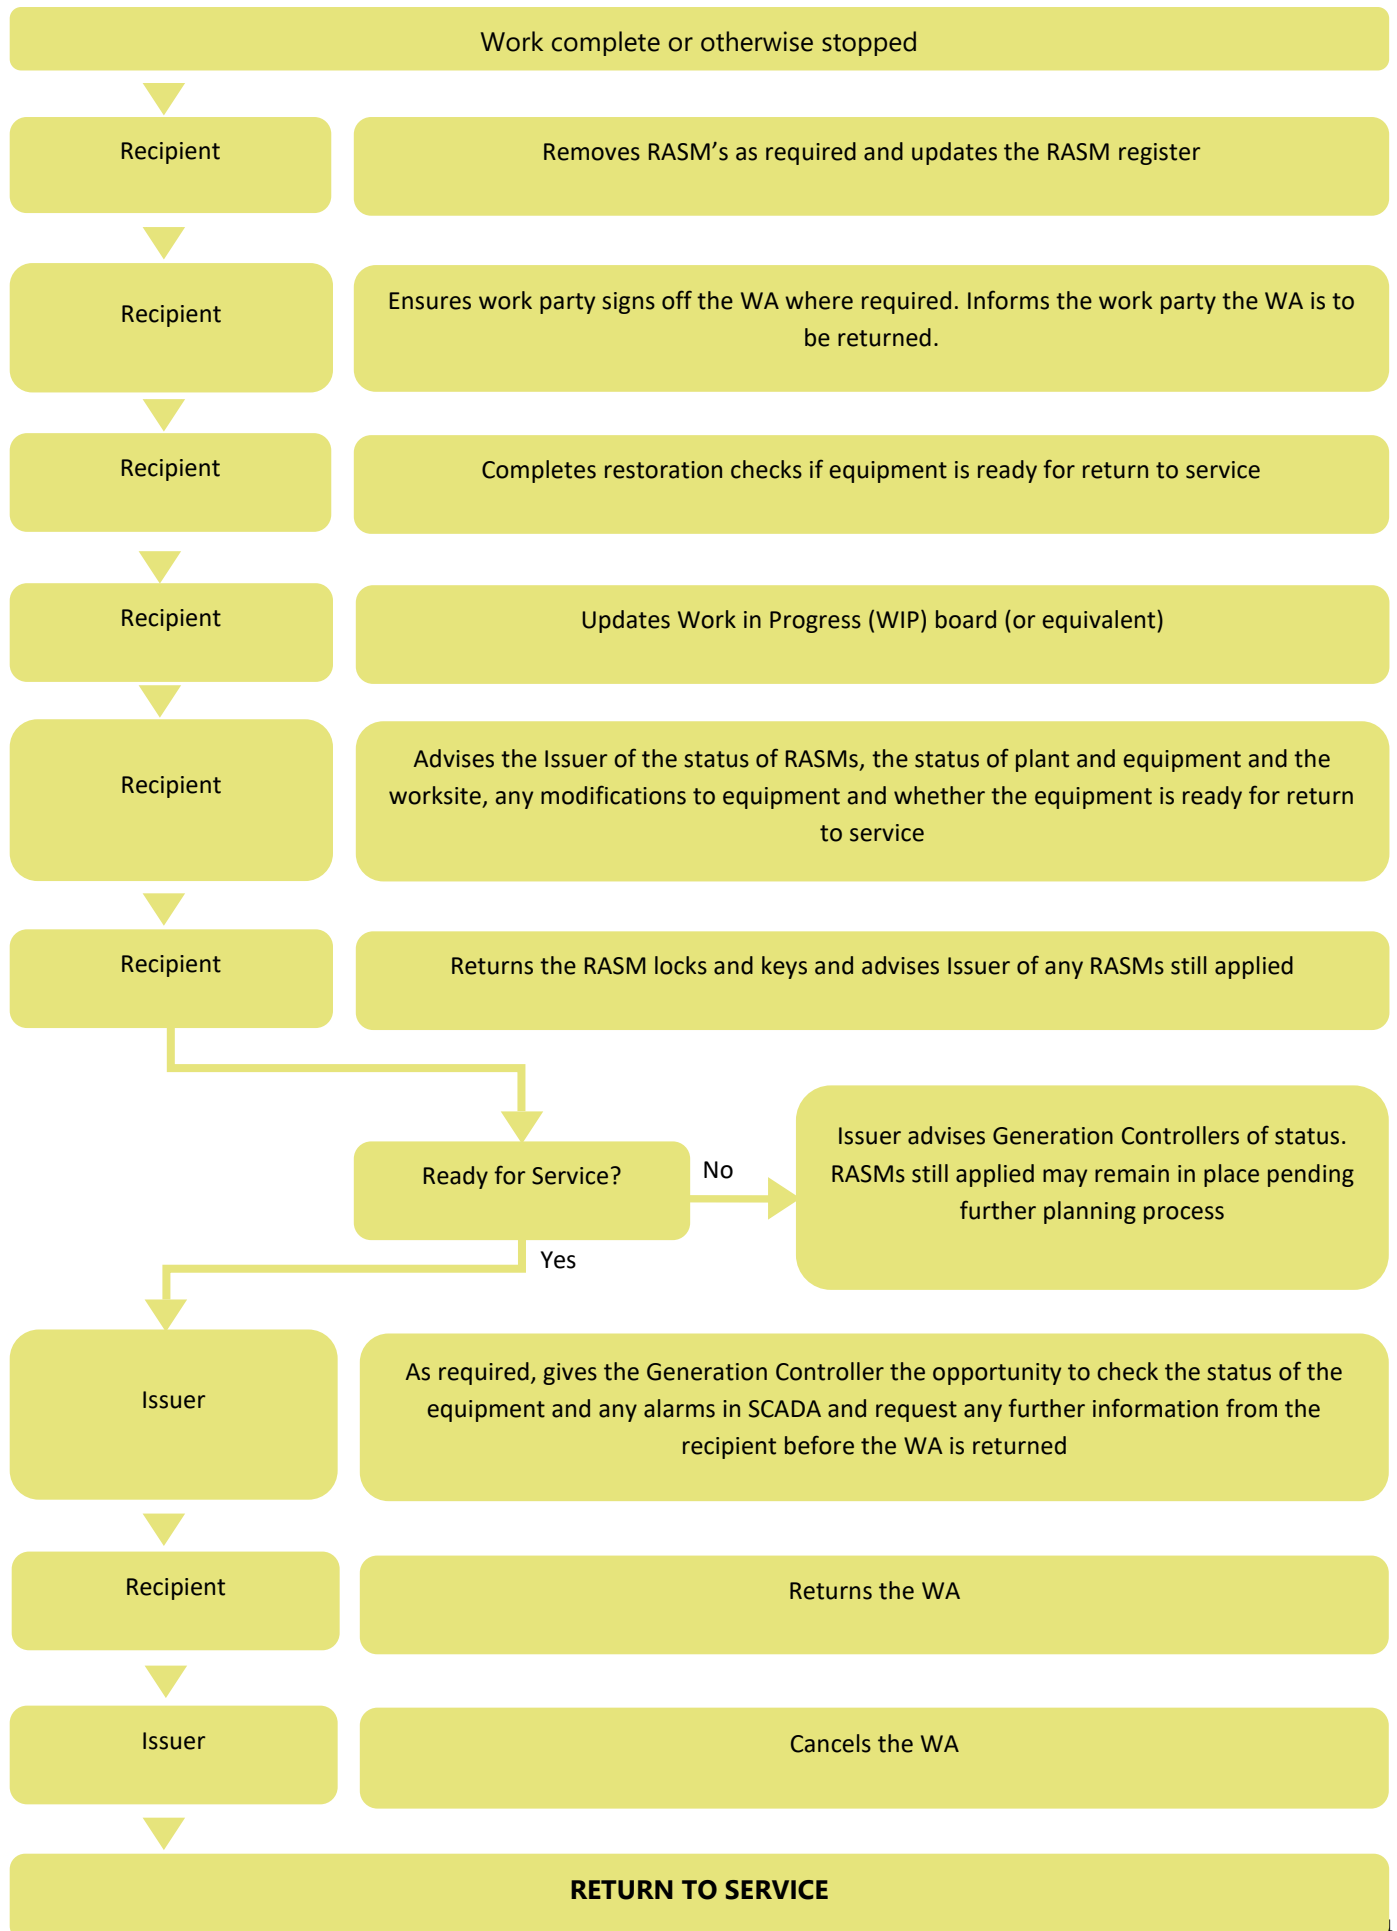 Work complete or otherwise stopped
Recipient
Removes RASM’s as required and updates the RASM register
Recipient
Ensures work party signs off the WA where required. Informs the work party the WA is to
be returned.
Recipient
Completes restoration checks if equipment is ready for return to service
Recipient
Updates Work in Progress (WIP) board (or equivalent)
Recipient
Advises the Issuer of the status of RASMs, the status of plant and equipment and the
worksite, any modifications to equipment and whether the equipment is ready for return
to service
Recipient
Returns the RASM locks and keys and advises Issuer of any RASMs still applied
Ready for Service?
No
Issuer advises Generation Controllers of status.
RASMs still applied may remain in place pending
further planning process
Yes
Issuer
As required, gives the Generation Controller the opportunity to check the status of the
equipment and any alarms in SCADA and request any further information from the
recipient before the WA is returned
Recipient
Returns the WA
Issuer
Cancels the WA
RETURN TO SERVICE